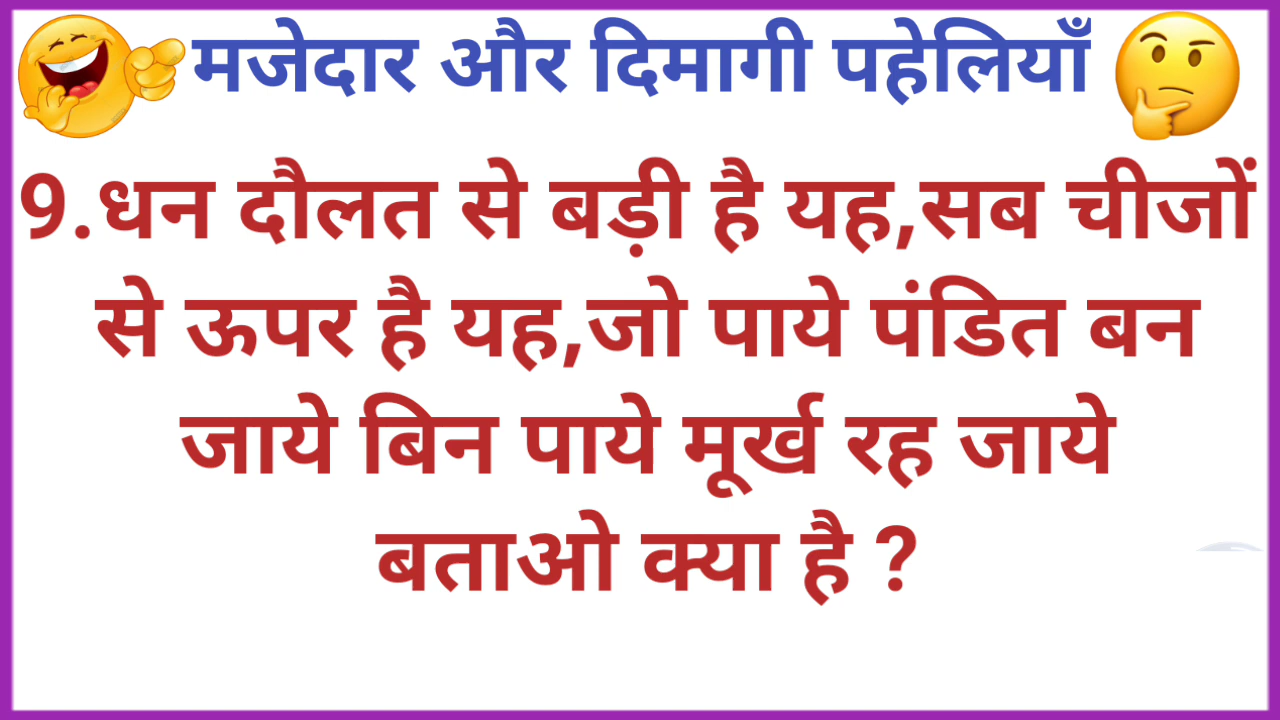 मजेदार और दिमागी पहेलियाँ
9.धन दौलत से बड़ी है यह,सब चीजों
से ऊपर है यह,जो पाये पंडित बन
जाये बिन पाये मूर्ख रह जाये
बताओ क्या है ?